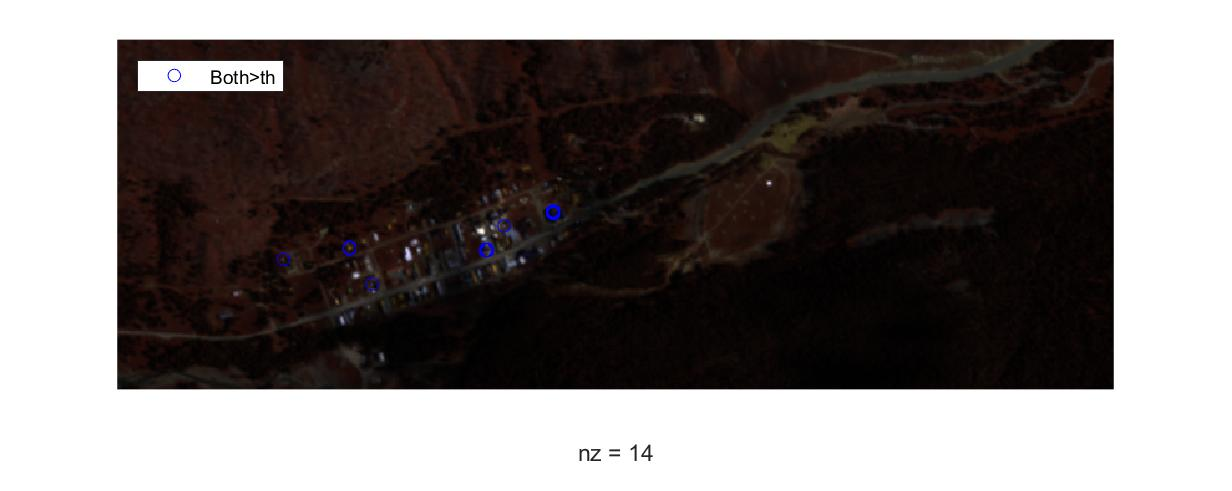 Both>th
nz = 14